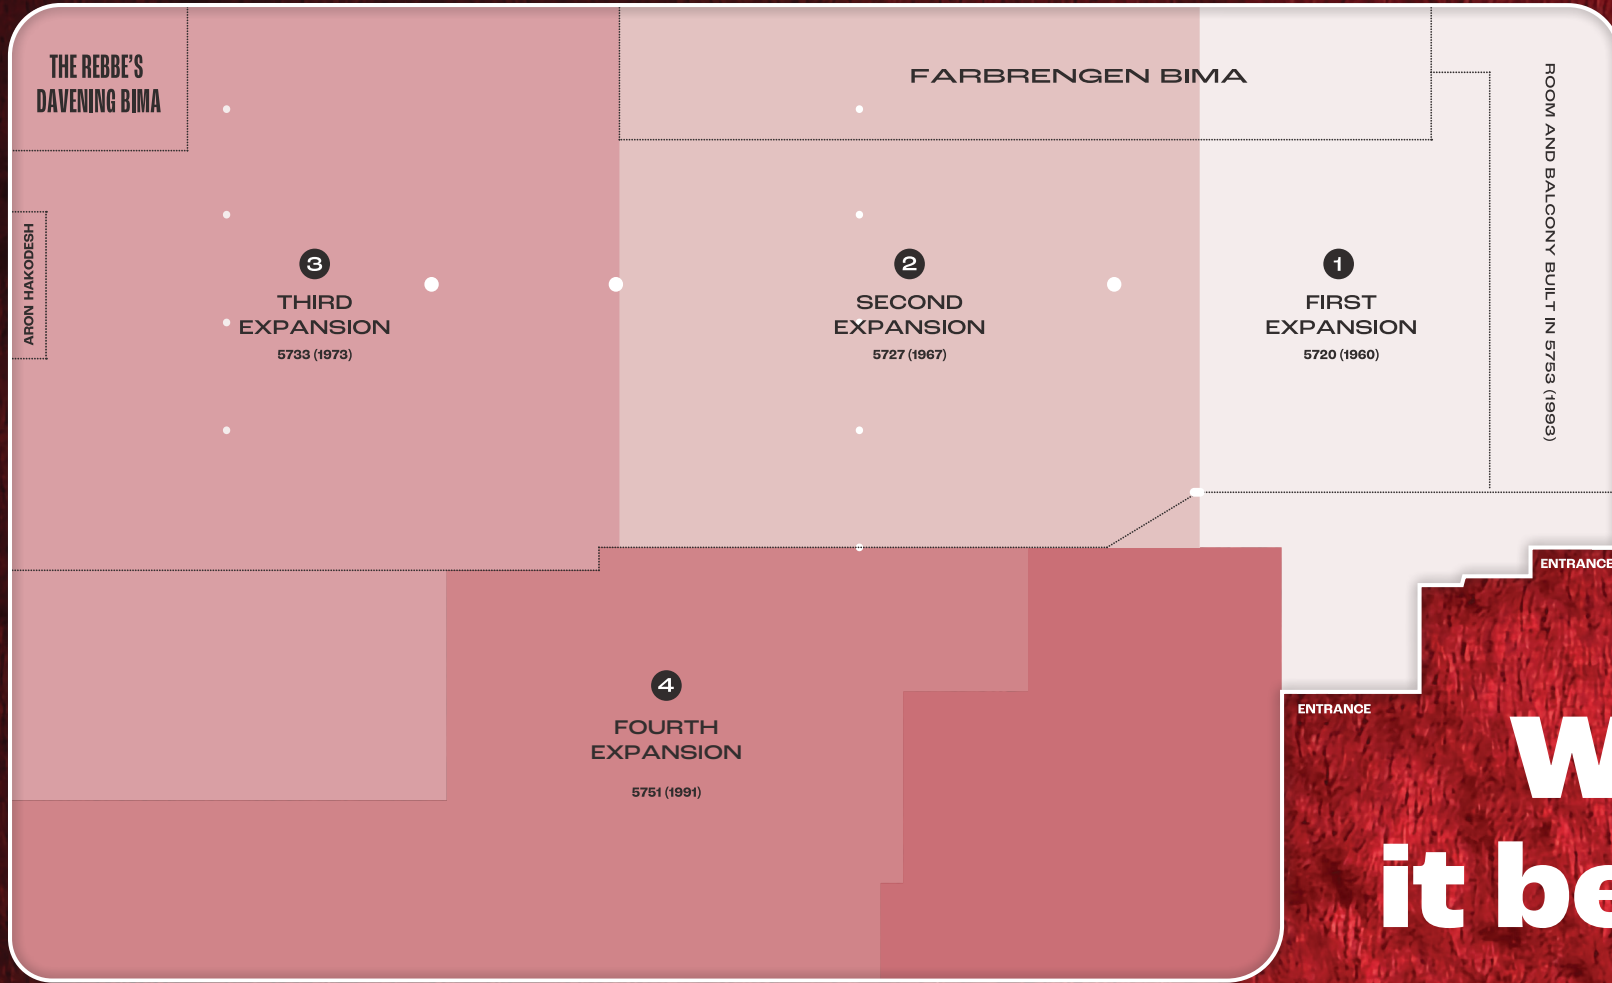 THE REBBE'S
DAVENING BIMA
FARBRENGEN BIMA
ROOM AND BALCONY BUILT IN 5753 (1993)
ARON HAKODESH
3
THIRD
EXPANSION
5733 (1973)
2
SECOND
EXPANSION
5727 (1967)
1
FIRST
EXPANSION
5720 (1960)
4
FOURTH
EXPANSION
5751 (1991)
ENTRANCE
ENTRANCE
W
it be